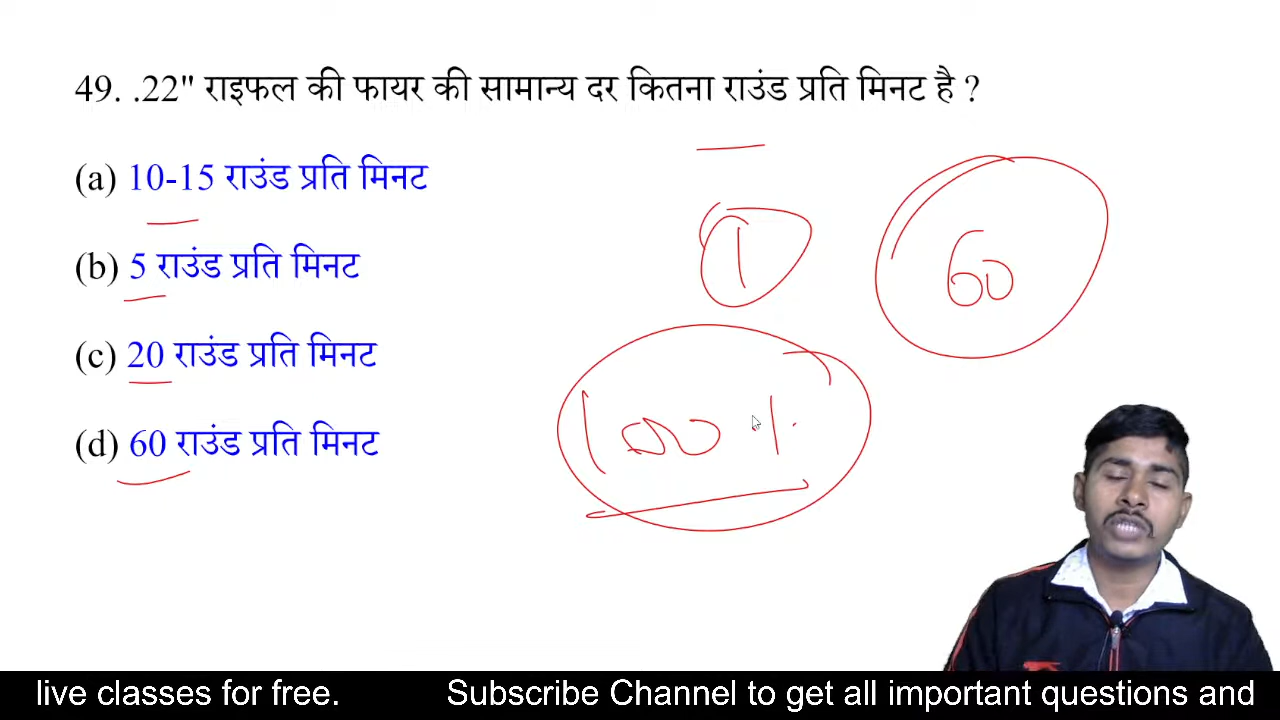 49. .22" राइफल की फायर की सामान्य दर कितना राउंड प्रति मिनट है ?
(a) 10-15 राउंड प्रति मिनट
(b) 5 राउंड प्रति मिनट
(c) 20 राउंड प्रति मिनट
(d) 60 राउंड प्रति मिनट
1
60
100 %
live classes for free. Subscribe Channel to get all important questions and